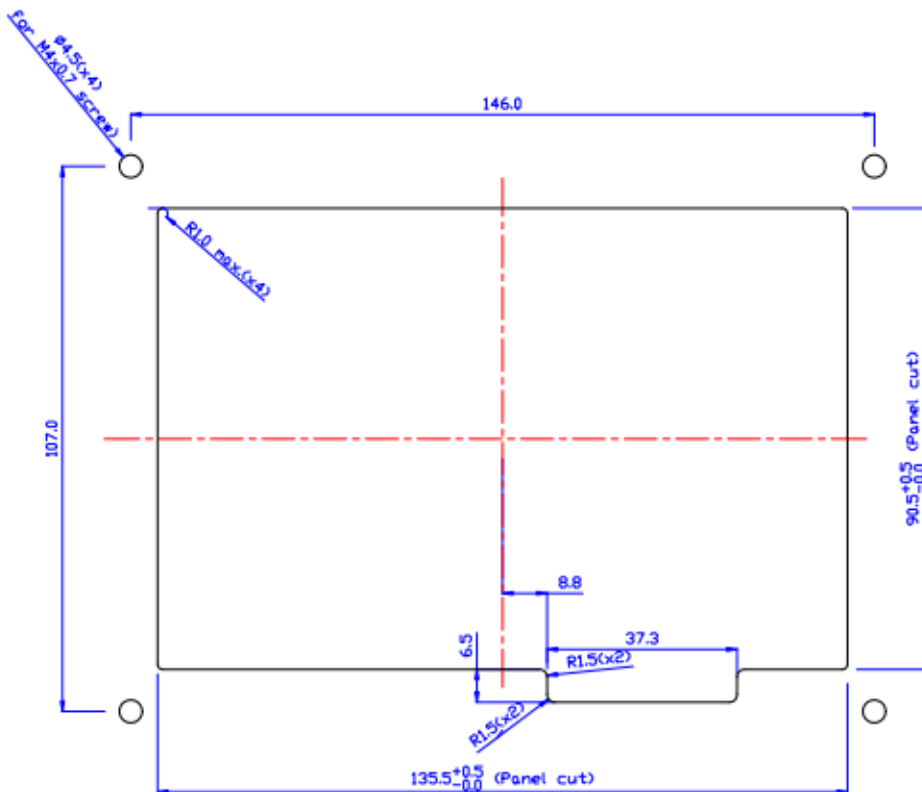 ø4.5(x4)
for M4x0.7 screw)
146.0
R1.0 max.(x4)
107.0
90.5+0.5-0.0 (Panel cut)
8.8
6.5
37.3
R1.5(x2)
R1.5(x2)
135.5+0.5-0.0 (Panel cut)